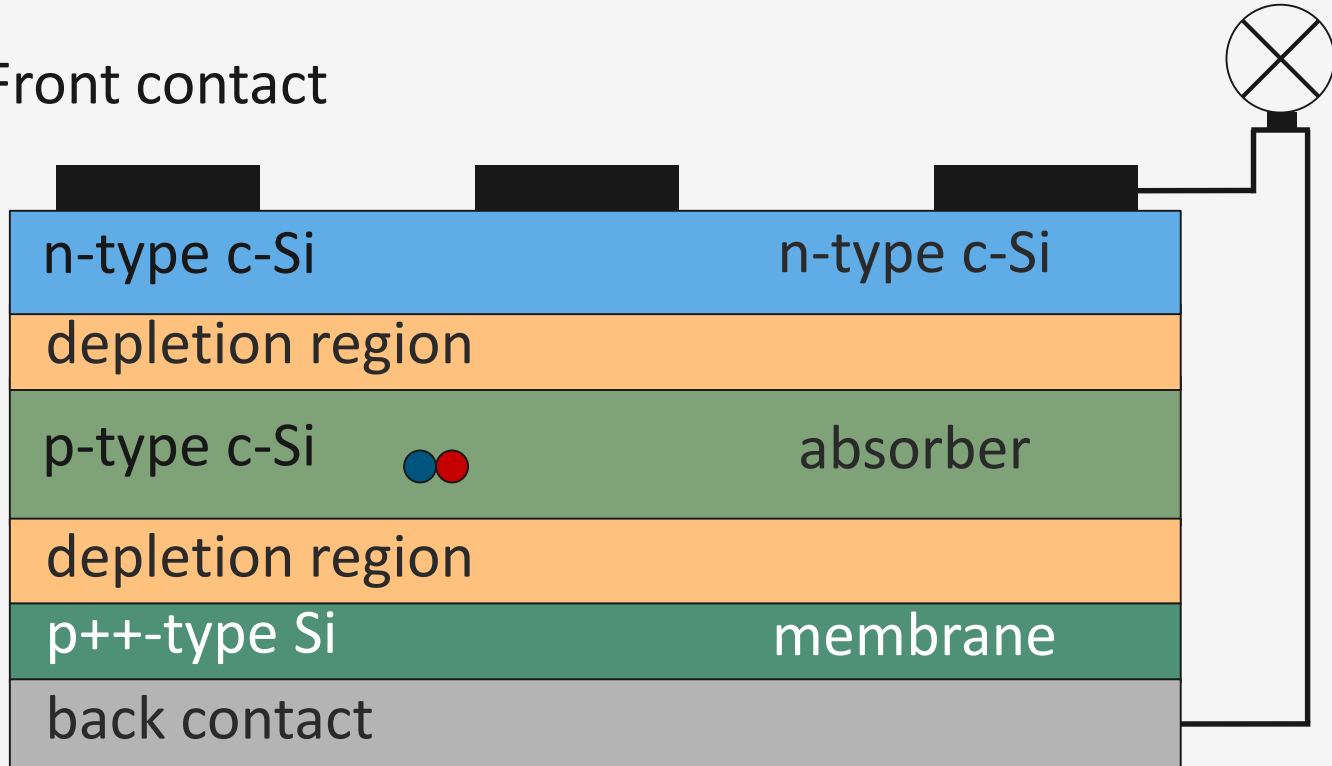 Front contact
n-type c-Si n-type c-Si
depletion region
p-type c-Si absorber
depletion region
p++-type Si membrane
back contact